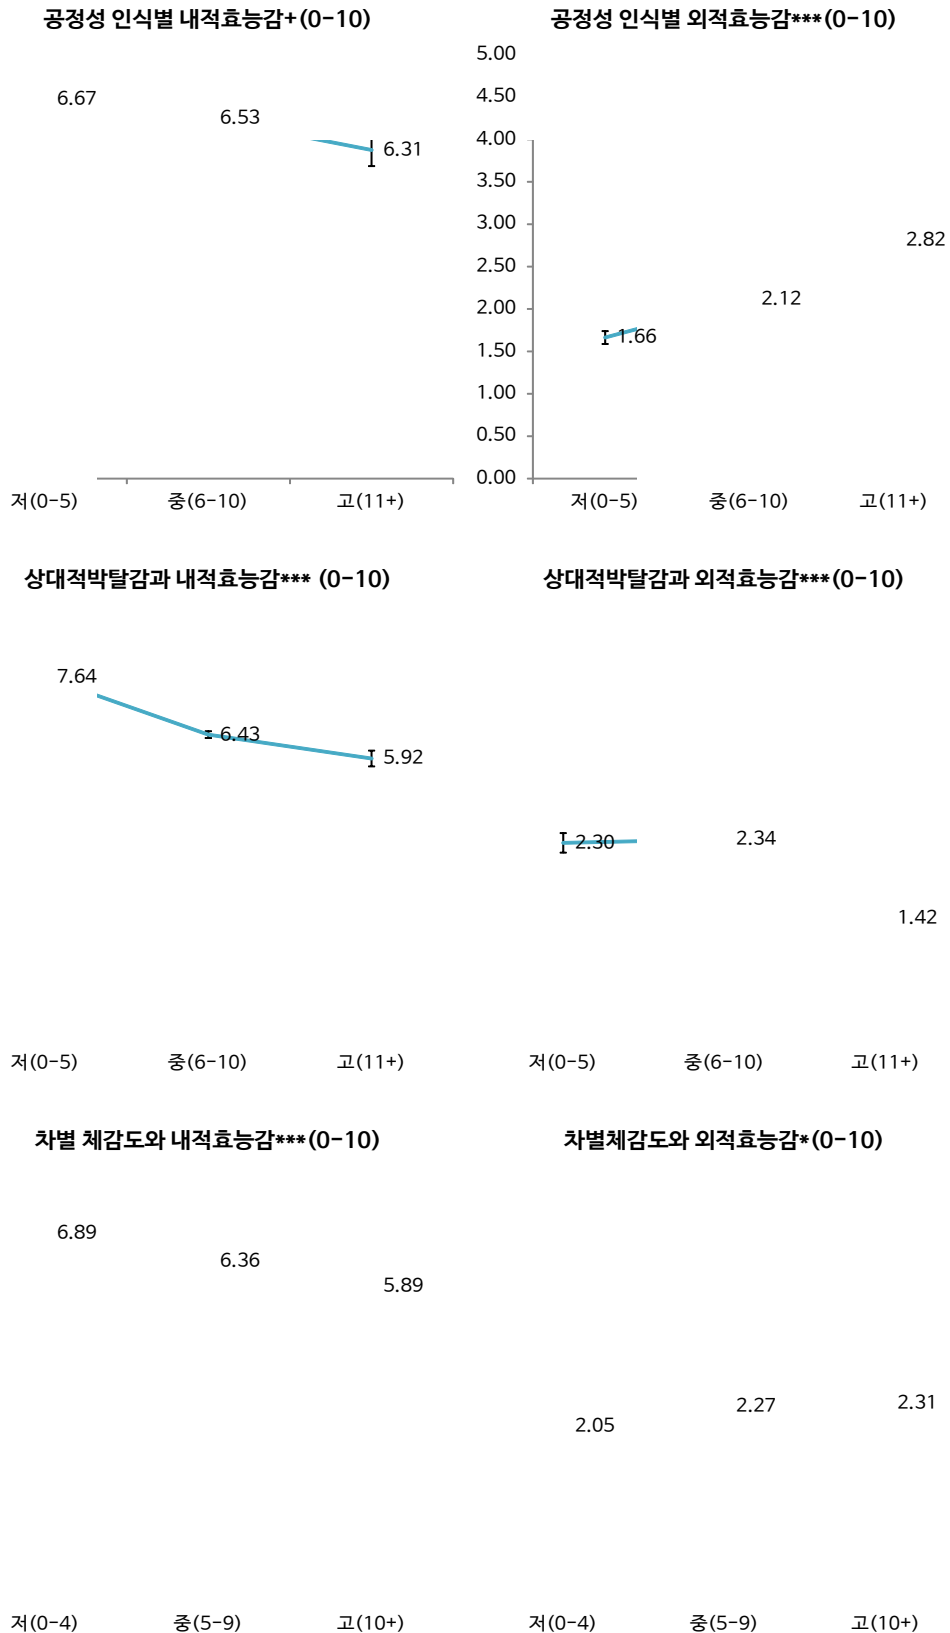 공정성 인식별 내적효능감+(0-10)
6.67
6.53
6.31
저(0-5) 중(6-10) 고(11+)
공정성 인식별 외적효능감***(0-10)
5.00
4.50
4.00
3.50
3.00
2.50
2.00
1.50
1.00
0.50
0.00
1.66
2.12
2.82
저(0-5) 중(6-10) 고(11+)
상대적박탈감과 내적효능감*** (0-10)
7.64
6.43
5.92
저(0-5) 중(6-10) 고(11+)
상대적박탈감과 외적효능감***(0-10)
2.30
2.34
1.42
저(0-5) 중(6-10) 고(11+)
차별 체감도와 내적효능감***(0-10)
6.89
6.36
5.89
저(0-4) 중(5-9) 고(10+)
차별체감도와 외적효능감*(0-10)
2.05
2.27
2.31
저(0-4) 중(5-9) 고(10+)